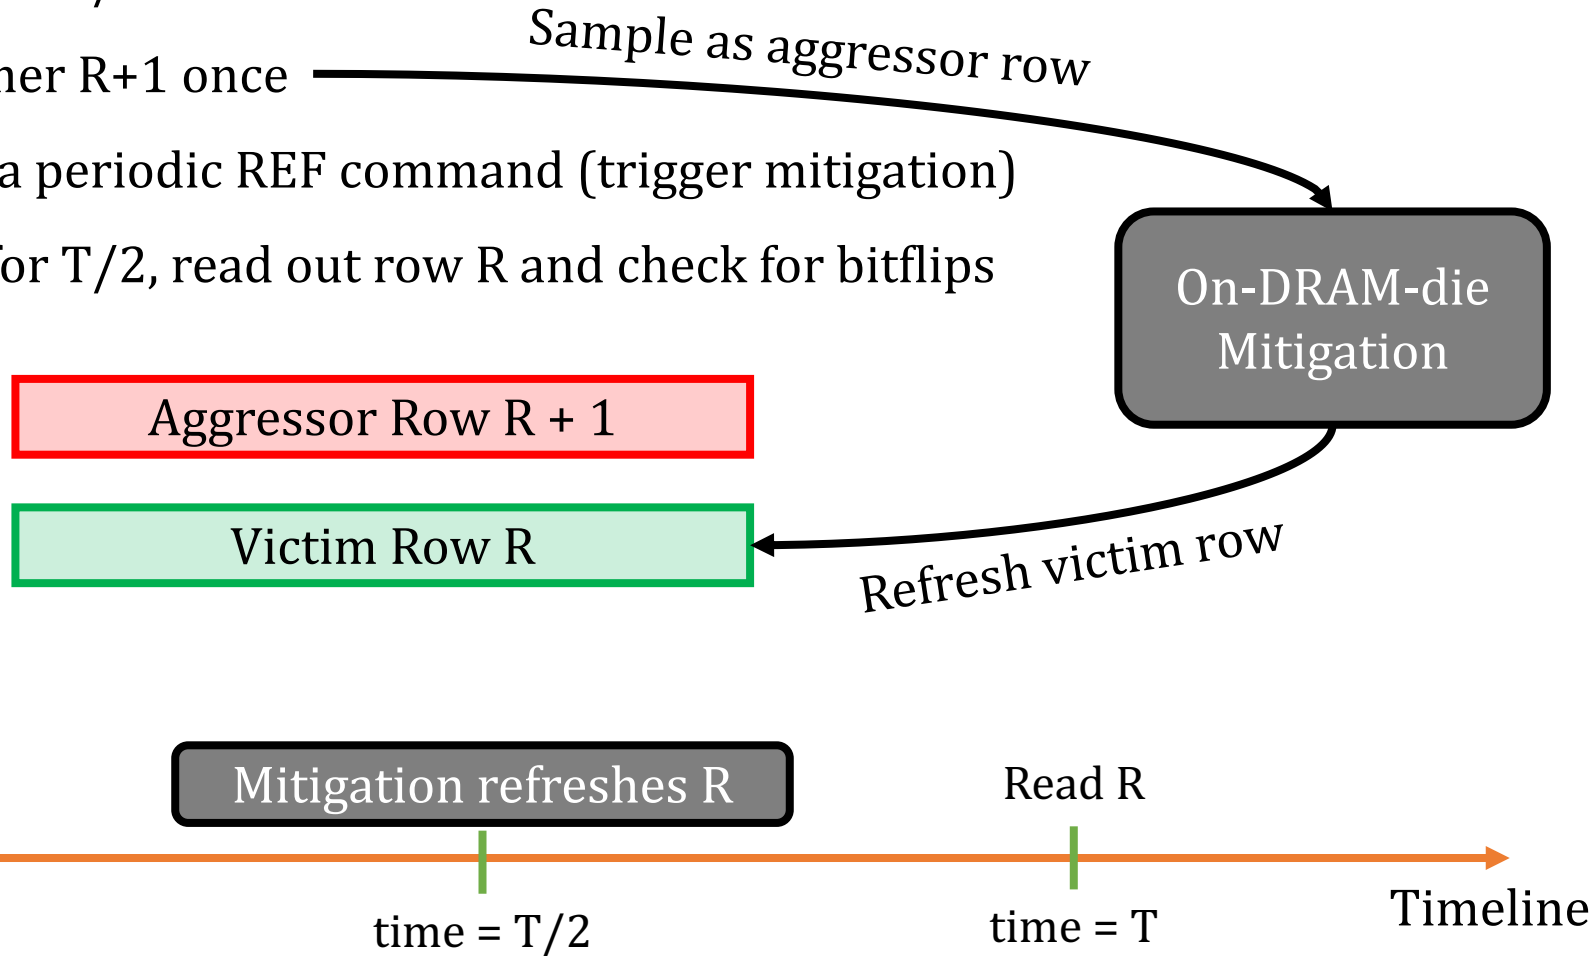 Sample as aggressor row
R+1 once
a periodic REF command (trigger mitigation)
T/2, read out row R and check for bitflips
On-DRAM-die
Mitigation
Aggressor Row R + 1
Victim Row R
Refresh victim row
Mitigation refreshes R
Read R
time = T/2
time = T
Timeline